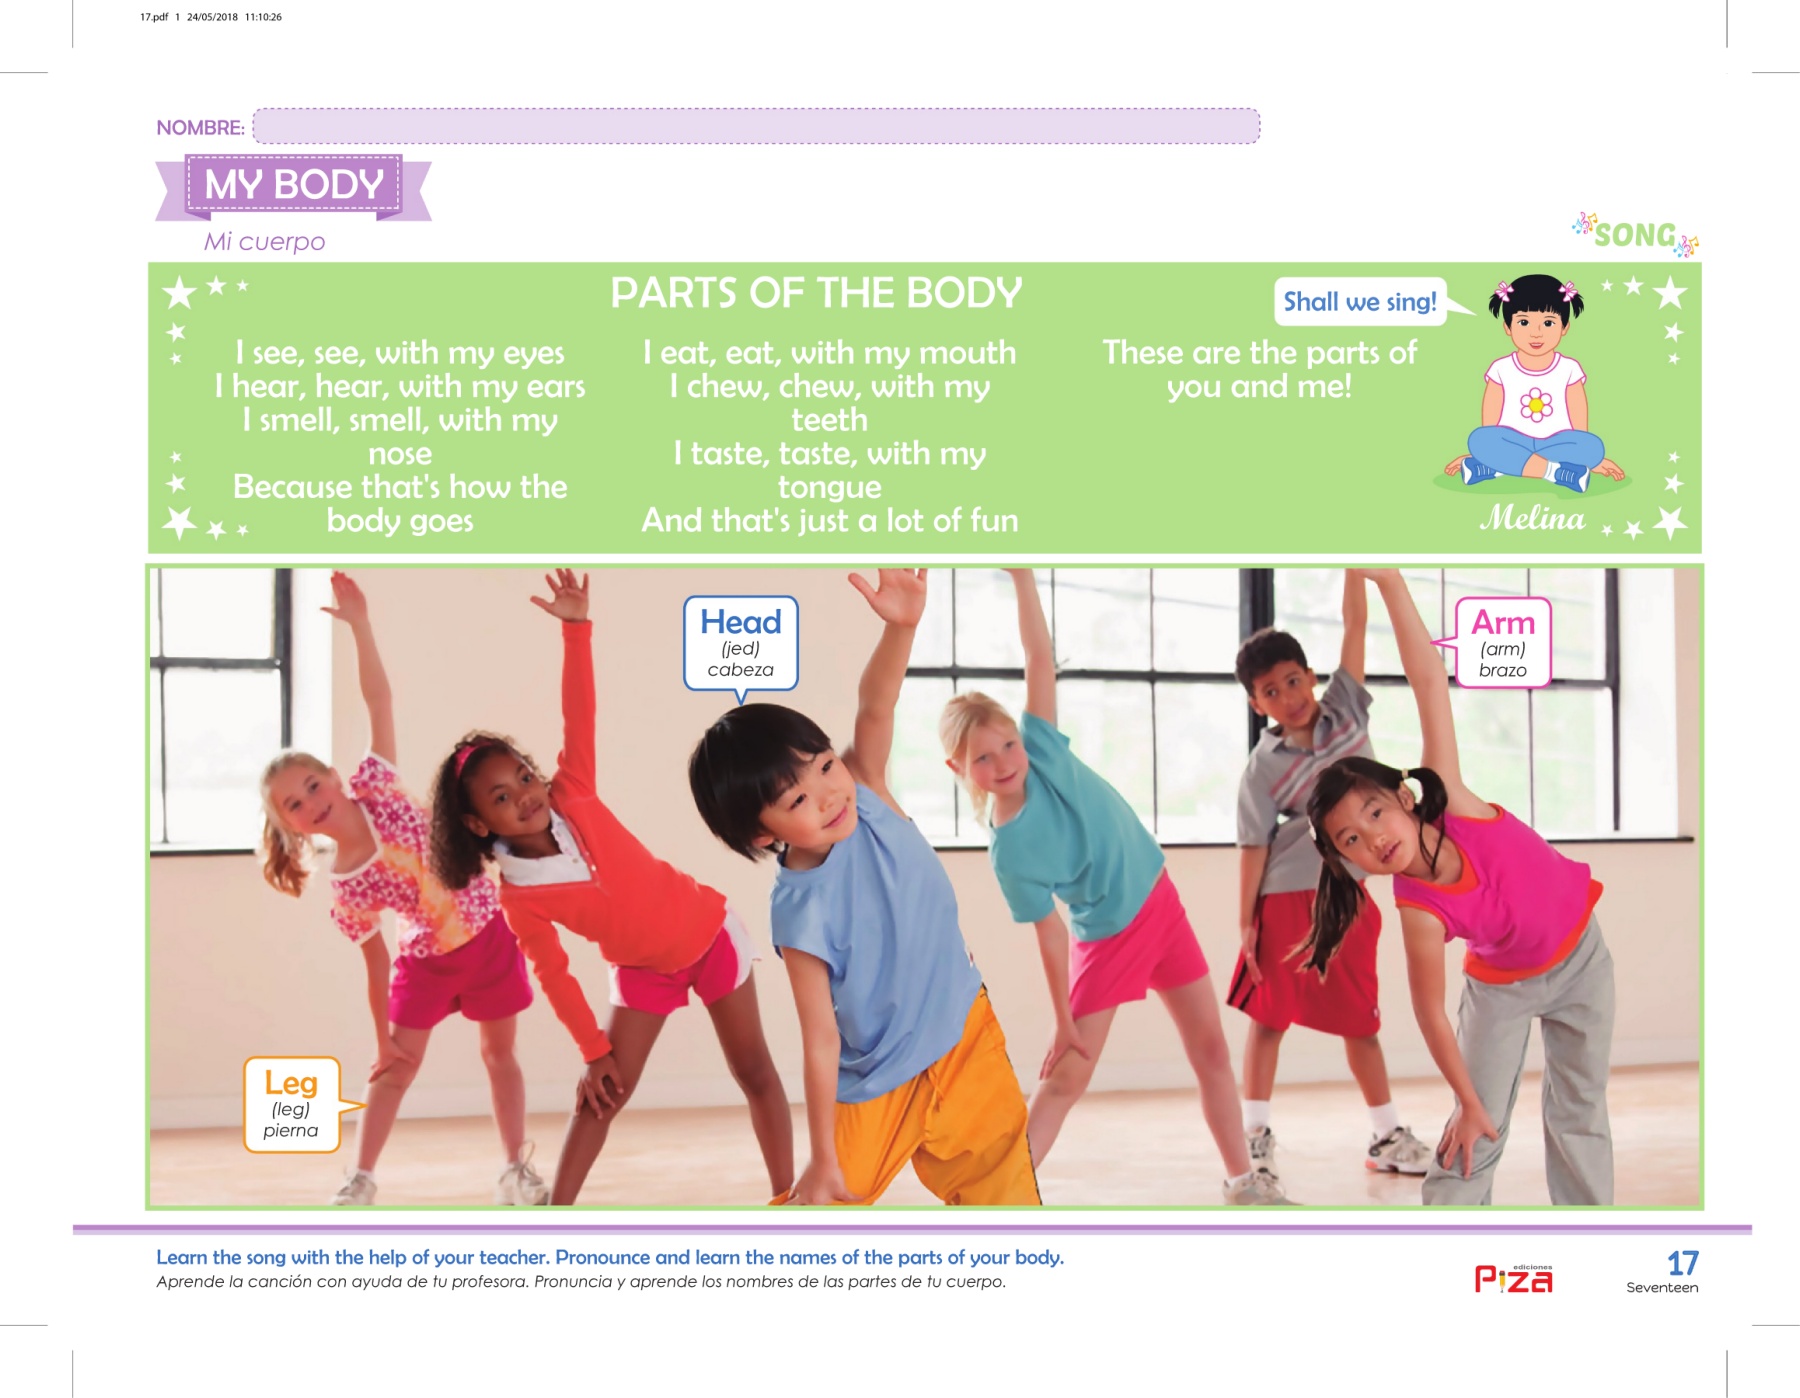 17.pdf 1 24/05/2018 11:10:26
NOMBRE:
MY BODY
Mi cuerpo
SONG
PARTS OF THE BODY
Shall we sing!
I see, see, with my eyes
I hear, hear, with my ears
I smell, smell, with my
nose
Because that's how the
body goes
I eat, eat, with my mouth
I chew, chew, with my
teeth
I taste, taste, with my
tongue
And that's just a lot of fun
These are the parts of
you and me!
Melina
Head
(jed)
cabeza
Arm
(arm)
brazo
Leg
(leg)
pierna
Learn the song with the help of your teacher. Pronounce and learn the names of the parts of your body.
Aprende la canción con ayuda de tu profesora. Pronuncia y aprende los nombres de las partes de tu cuerpo.
ediciones
Piza
17
Seventeen